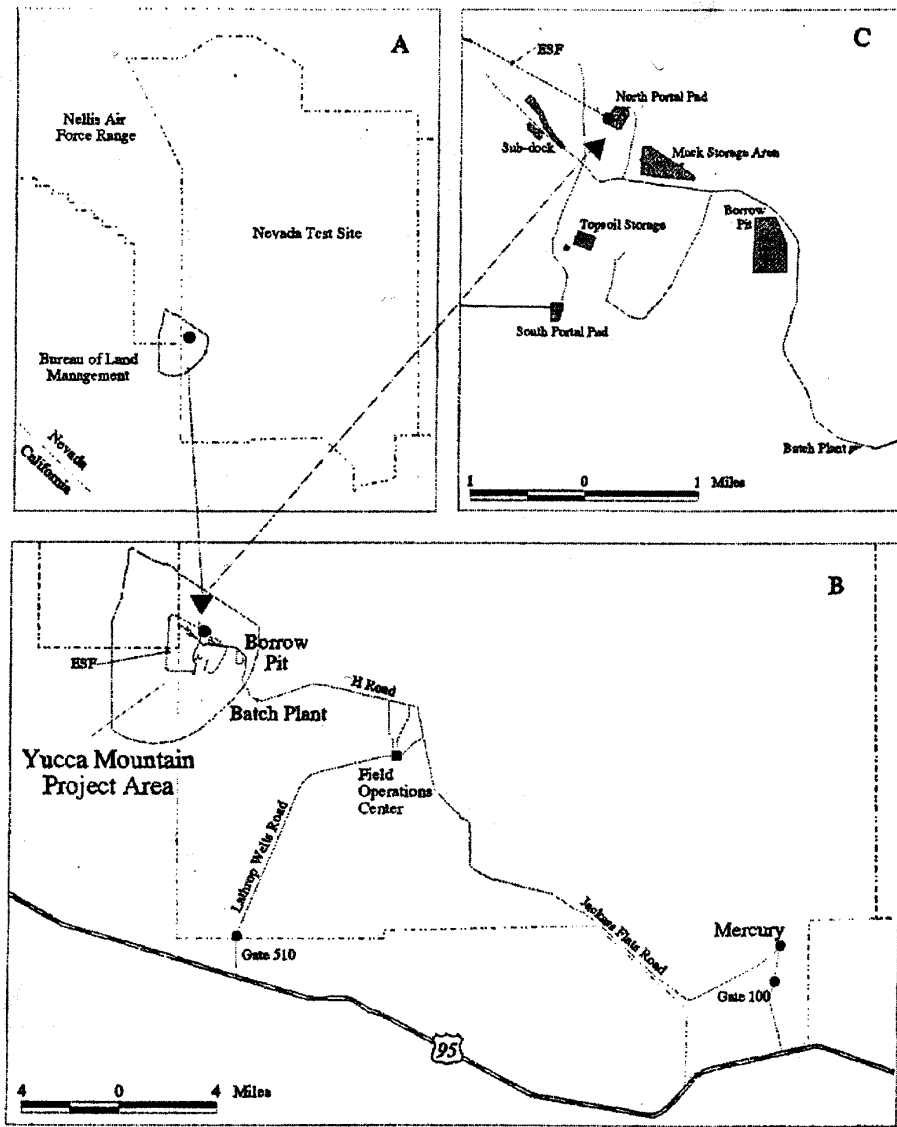 A
Nellis Air
Force Range
Nevada Test Site
Bureau of Land
Management
Nevada
California
C
ESF
North Portal Pad
Sub-dock
Muck Storage Area
Borrow
Pit
Topsoil Storage
South Portal Pad
Batch Plant
1 0 1 Miles
B
ESF
Borrow
Pit
H Road
Batch Plant
Yucca Mountain
Project Area
Field
Operations
Center
Lathrop Wells Road
Jackass Flats Road
Mercury
Gate 510
Gate 100
95
4 0 4 Miles